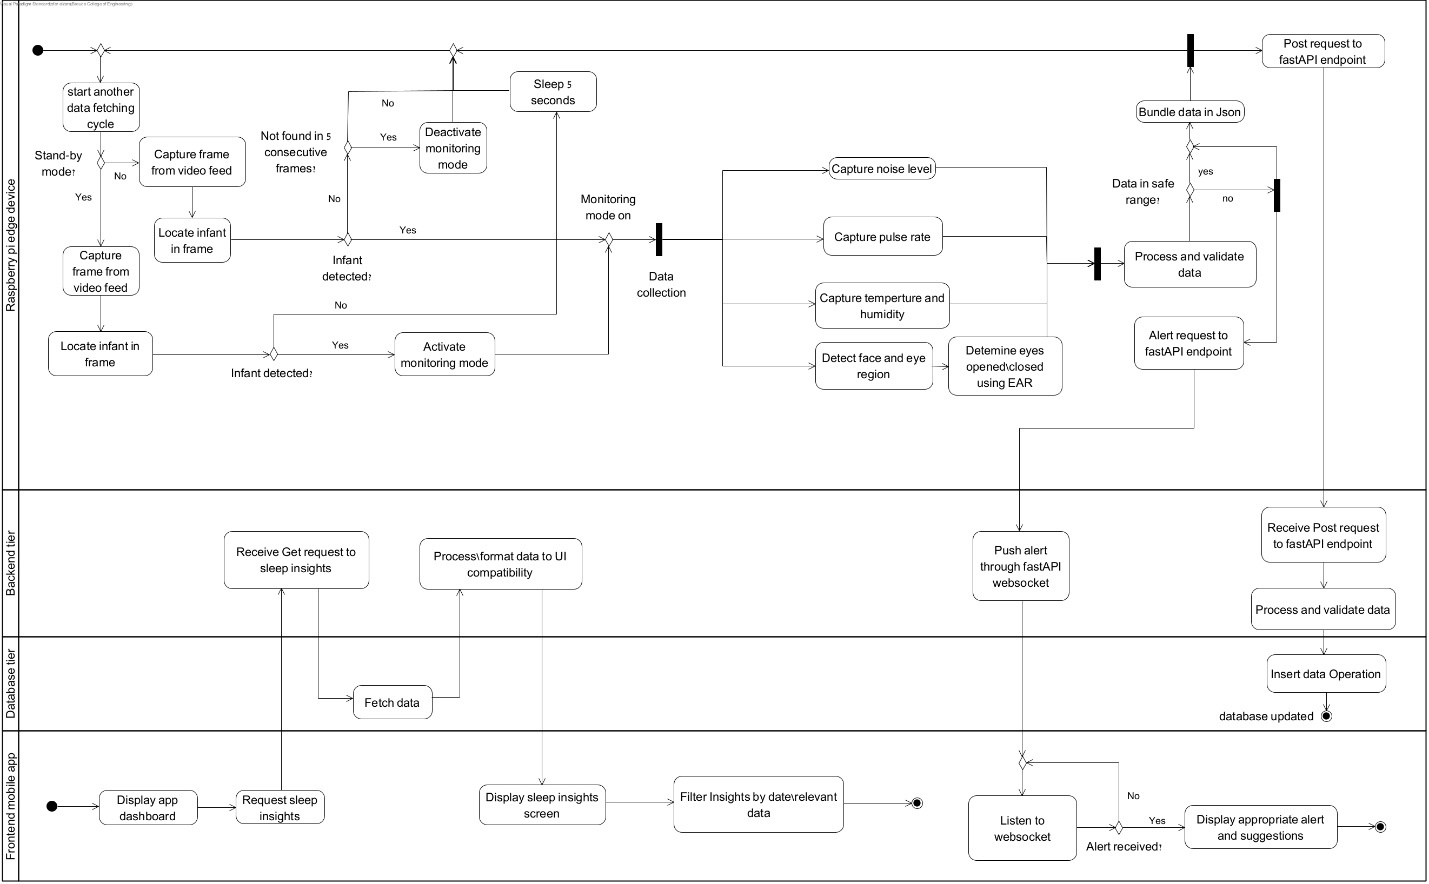 Visual Paradigm Standard
Raspberry pi edge device
start another
data fetching
cycle
Stand-by
mode?
No
Yes
Capture frame
from video feed
Locate infant
in frame
Capture
frame from
video feed
Locate infant in
frame
Not found in 5
consecutive
frames?
No
Yes
Deactivate
monitoring
mode
Sleep 5
seconds
No
Yes
Infant
detected?
No
Yes
Infant detected?
Activate
monitoring mode
Monitoring
mode on
Data
collection
Capture noise level
Capture pulse rate
Capture temperture and
humidity
Detect face and eye
region
Detemine eyes
opened\closed
using EAR
Process and validate
data
Data in safe
range?
yes
no
Bundle data in Json
Post request to
fastAPI endpoint
Alert request to
fastAPI endpoint
Backend tier
Receive Get request to
sleep insights
Process\format data to UI
compatibility
Push alert
through fastAPI
websocket
Receive Post request
to fastAPI endpoint
Process and validate data
Database tier
Fetch data
Insert data Operation
database updated
Frontend mobile app
Display app
dashboard
Request sleep
insights
Display sleep insights
screen
Filter Insights by date\relevant
data
Listen to
websocket
No
Yes
Alert received?
Display appropriate alert
and suggestions